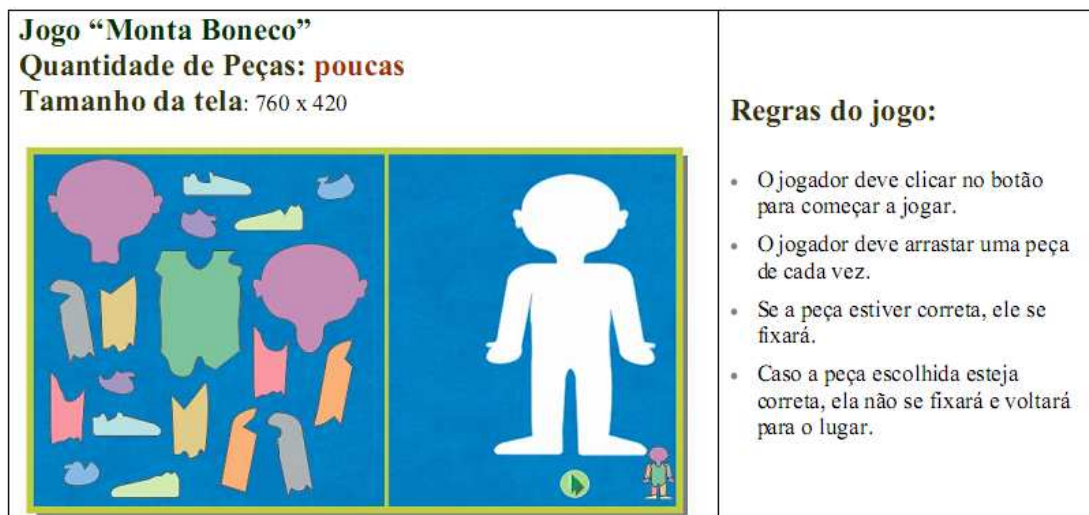 Jogo “Monta Boneco”
Quantidade de Peças: poucas
Tamanho da tela: 760 x 420
Regras do jogo:
• O jogador deve clicar no botão
para começar a jogar.
• O jogador deve arrastar uma peça
de cada vez.
• Se a peça estiver correta, ele se
fixará.
• Caso a peça escolhida esteja
correta, ela não se fixará e voltará
para o lugar.